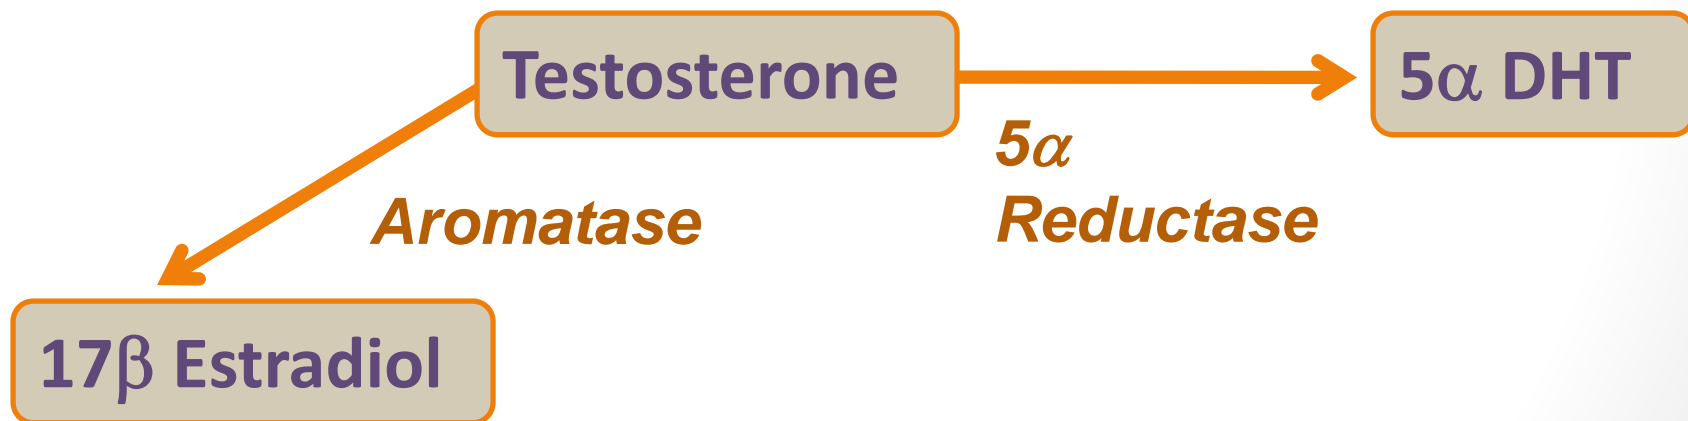 Testosterone
5α DHT
5α
Reductase
Aromatase
17β Estradiol